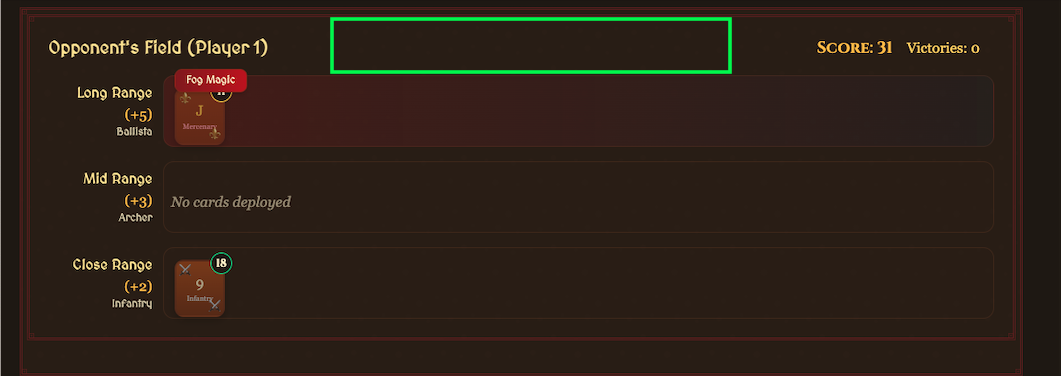 Opponent's Field (Player 1)
Score: 31 Victories: 0
Fog Magic
Long Range
(+5)
Ballista
J
Mercenary
Mid Range
(+3)
Archer
No cards deployed
Close Range
(+2)
Infantry
18
9
Infantry